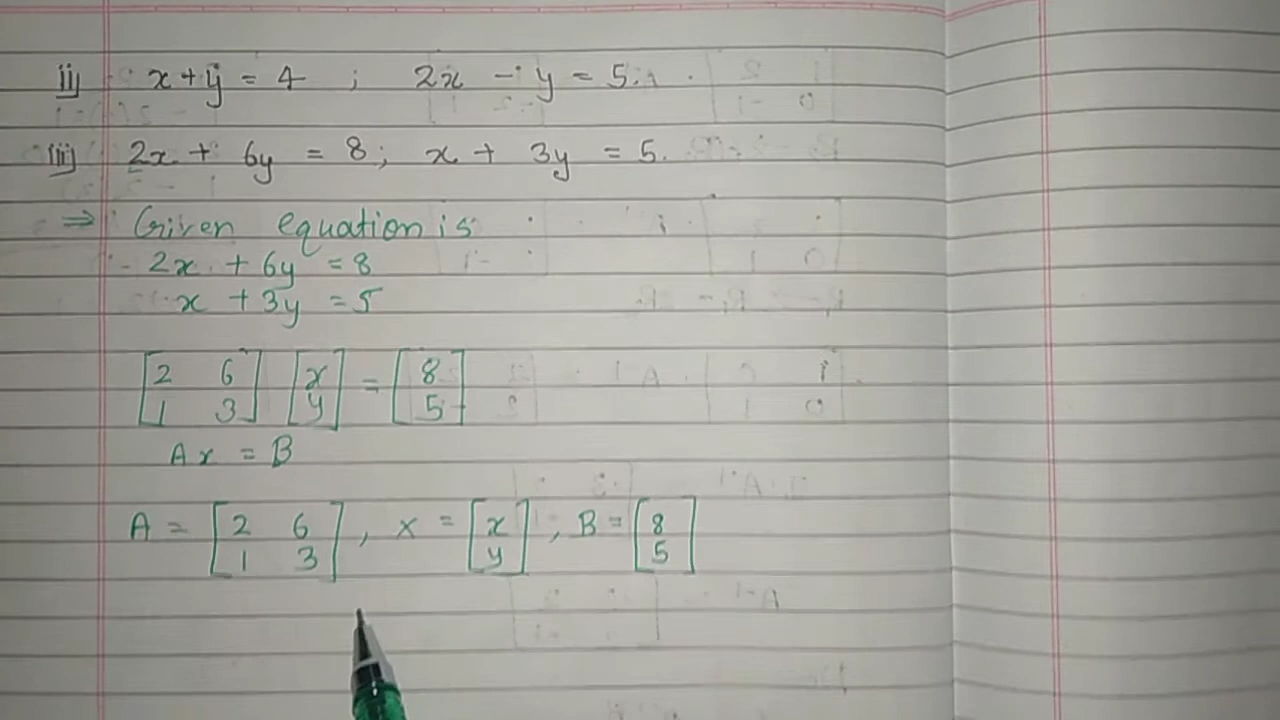 ii) x + y = 4 ; 2x - y = 5.
iii) 2x + 6y = 8; x + 3y = 5.
⇒ Given equation is
2x + 6y = 8
x + 3y = 5
[2 6 [x = [8
1 3] y] 5]
Ax = B
A = [2 6 , X = [x , B = [8
1 3] y] 5]